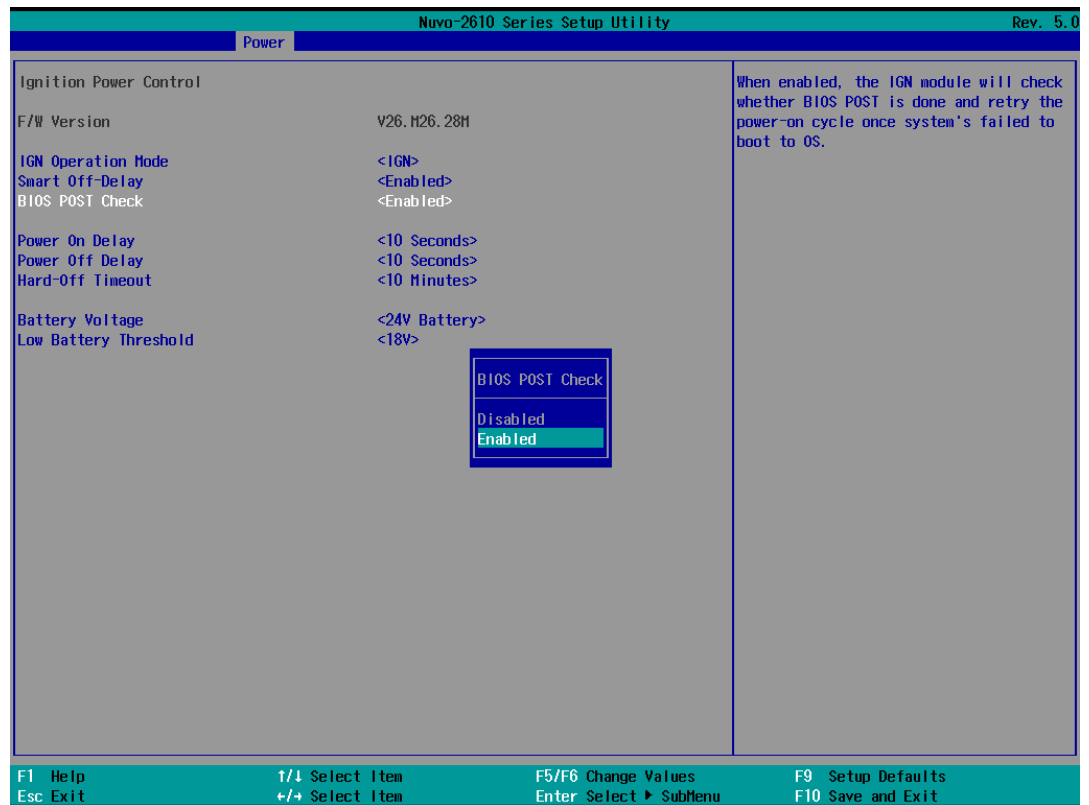 Nuvo-2610 Series Setup Utility Rev. 5.0
Power
Ignition Power Control
F/W Version V26.M26.28M
IGN Operation Mode <IGN>
Smart Off-Delay <Enabled>
BIOS POST Check <Enabled>
Power On Delay <10 Seconds>
Power Off Delay <10 Seconds>
Hard-Off Timeout <10 Minutes>
Battery Voltage <24V Battery>
Low Battery Threshold <18V>
BIOS POST Check
Disabled
Enabled
When enabled, the IGN module will check
whether BIOS POST is done and retry the
power-on cycle once system's failed to
boot to OS.
F1 Help ↑/↓ Select Item F5/F6 Change Values F9 Setup Defaults
Esc Exit ←/→ Select Item Enter Select ▶ SubMenu F10 Save and Exit